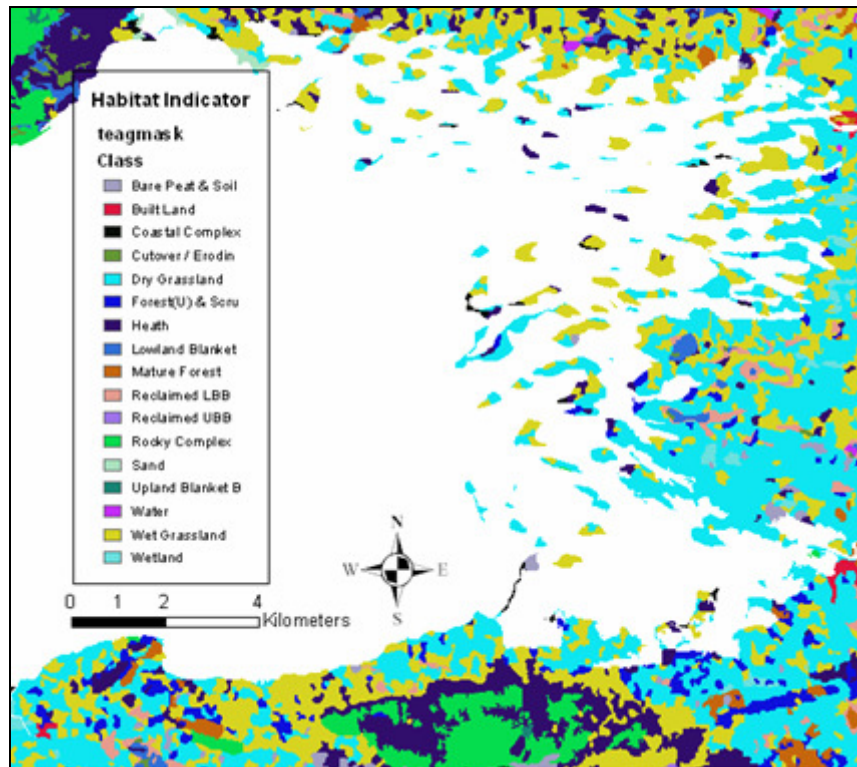 Habitat Indicator
teagmask
Class
Bare Peat & Soil
Built Land
Coastal Complex
Cutover / Erodin
Dry Grassland
Forest(U) & Scru
Heath
Lowland Blanket
Mature Forest
Reclaimed LBB
Reclaimed UBB
Rocky Complex
Sand
Upland Blanket B
Water
Wet Grassland
Wetland
N
W E
S
0 1 2 4
Kilometers